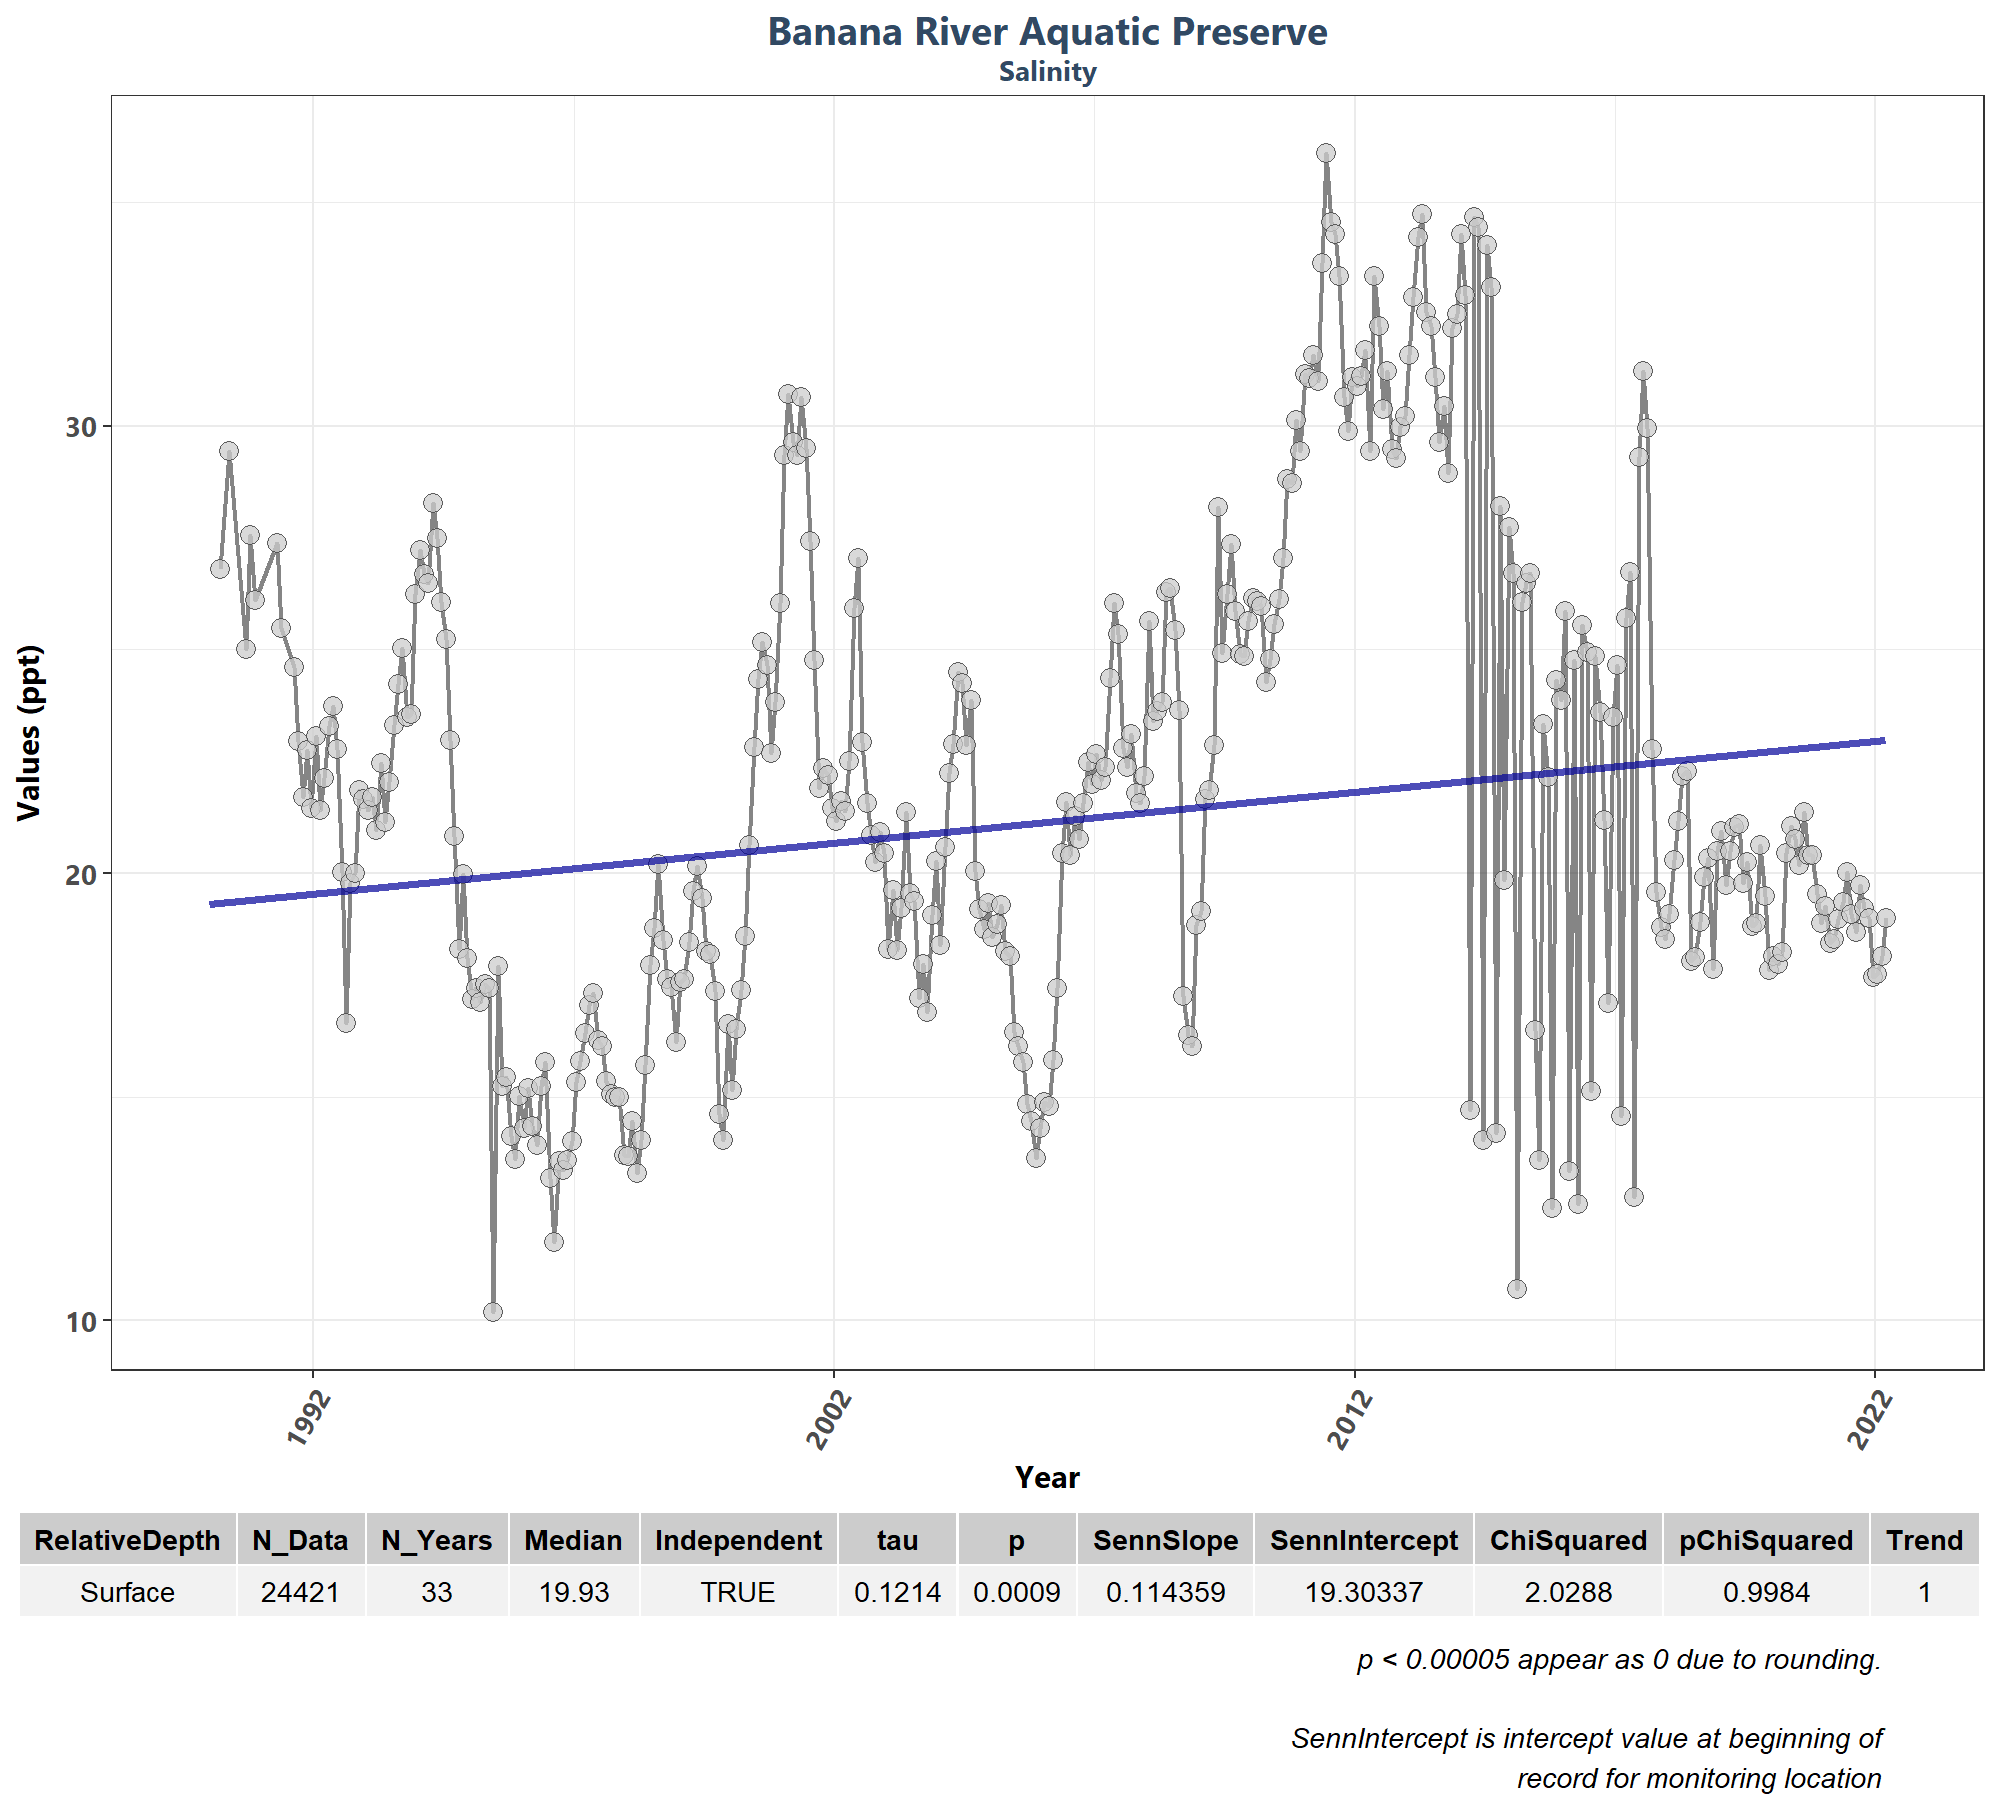 Banana River Aquatic Preserve
Salinity
Values (ppt)
30
20
10
1992
2002
2012
2022
Year
RelativeDepth N_Data N_Years Median Independent tau p SennSlope SennIntercept ChiSquared pChiSquared Trend
Surface 24421 33 19.93 TRUE 0.1214 0.0009 0.114359 19.30337 2.0288 0.9984 1
p < 0.00005 appear as 0 due to rounding.
SennIntercept is intercept value at beginning of
record for monitoring location